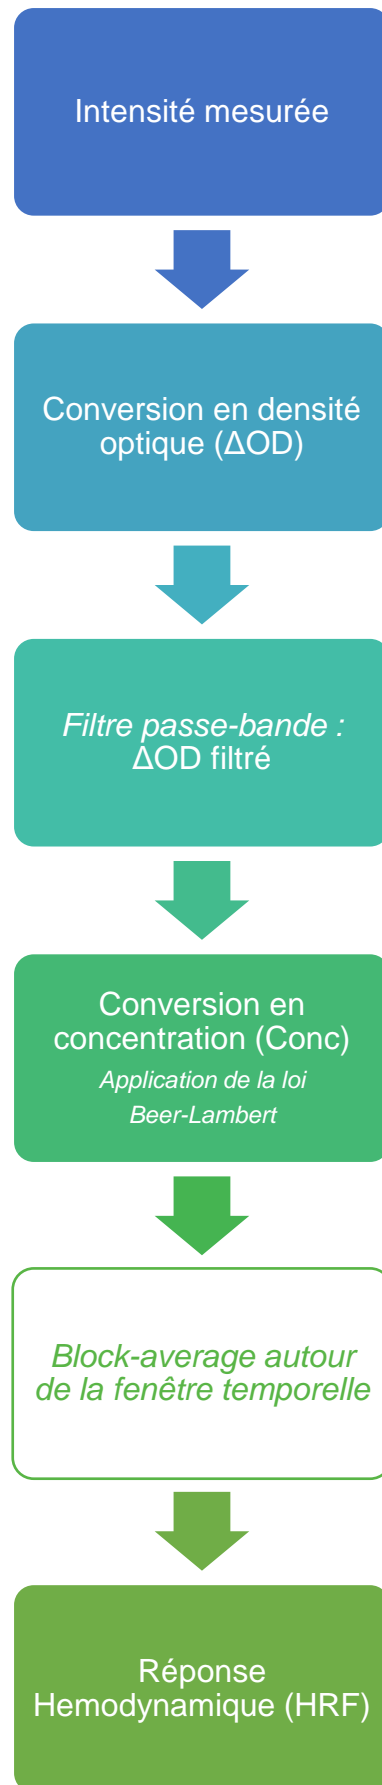 Intensité mesurée
Conversion en densité
optique (ΔOD)
Filtre passe-bande :
ΔOD filtré
Conversion en
concentration (Conc)
Application de la loi
Beer-Lambert
Block-average autour
de la fenêtre temporelle
Réponse
Hemodynamique (HRF)